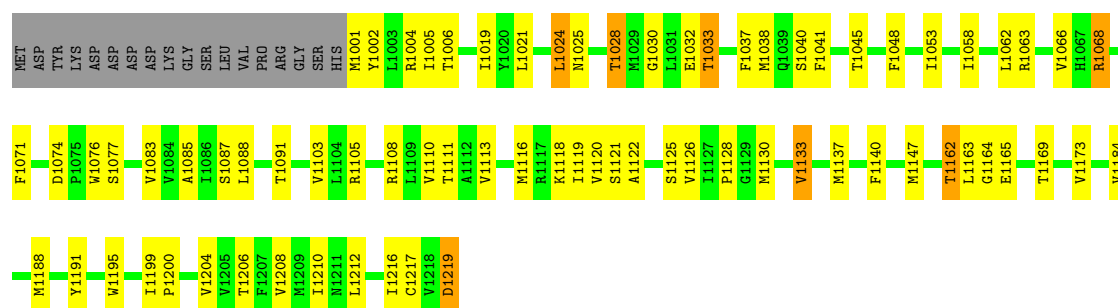 MET ASP TYR LYS ASP ASP ASP ASP LYS GLY SER LEU VAL PRO ARG GLY SER HIS M1001 Y1002 L1003 R1004 I1005 T1006 I1019 Y1020 L1021 L1024 N1025 T1028 M1029 G1030 L1031 E1032 T1033 F1037 M1038 Q1039 S1040 F1041 T1045 F1048 I1053 I1058 L1062 R1063 V1066 H1067 R1068
F1071 D1074 P1075 W1076 S1077 V1083 V1084 A1085 I1086 S1087 L1088 T1091 V1103 L1104 R1105 R1108 L1109 V1110 T1111 A1112 V1113 M1116 R1117 K1118 I1119 V1120 S1121 A1122 S1125 V1126 I1127 P1128 G1129 M1130 V1133 M1137 F1140 M1147 T1162 L1163 G1164 E1165 T1169 V1173 V1184
M1188 Y1191 W1195 I1199 P1200 V1204 V1205 T1206 F1207 V1208 M1209 I1210 N1211 L1212 I1216 C1217 V1218 D1219